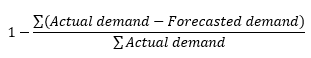 1 − ∑(Actual demand − Forecasted demand) / ∑ Actual demand